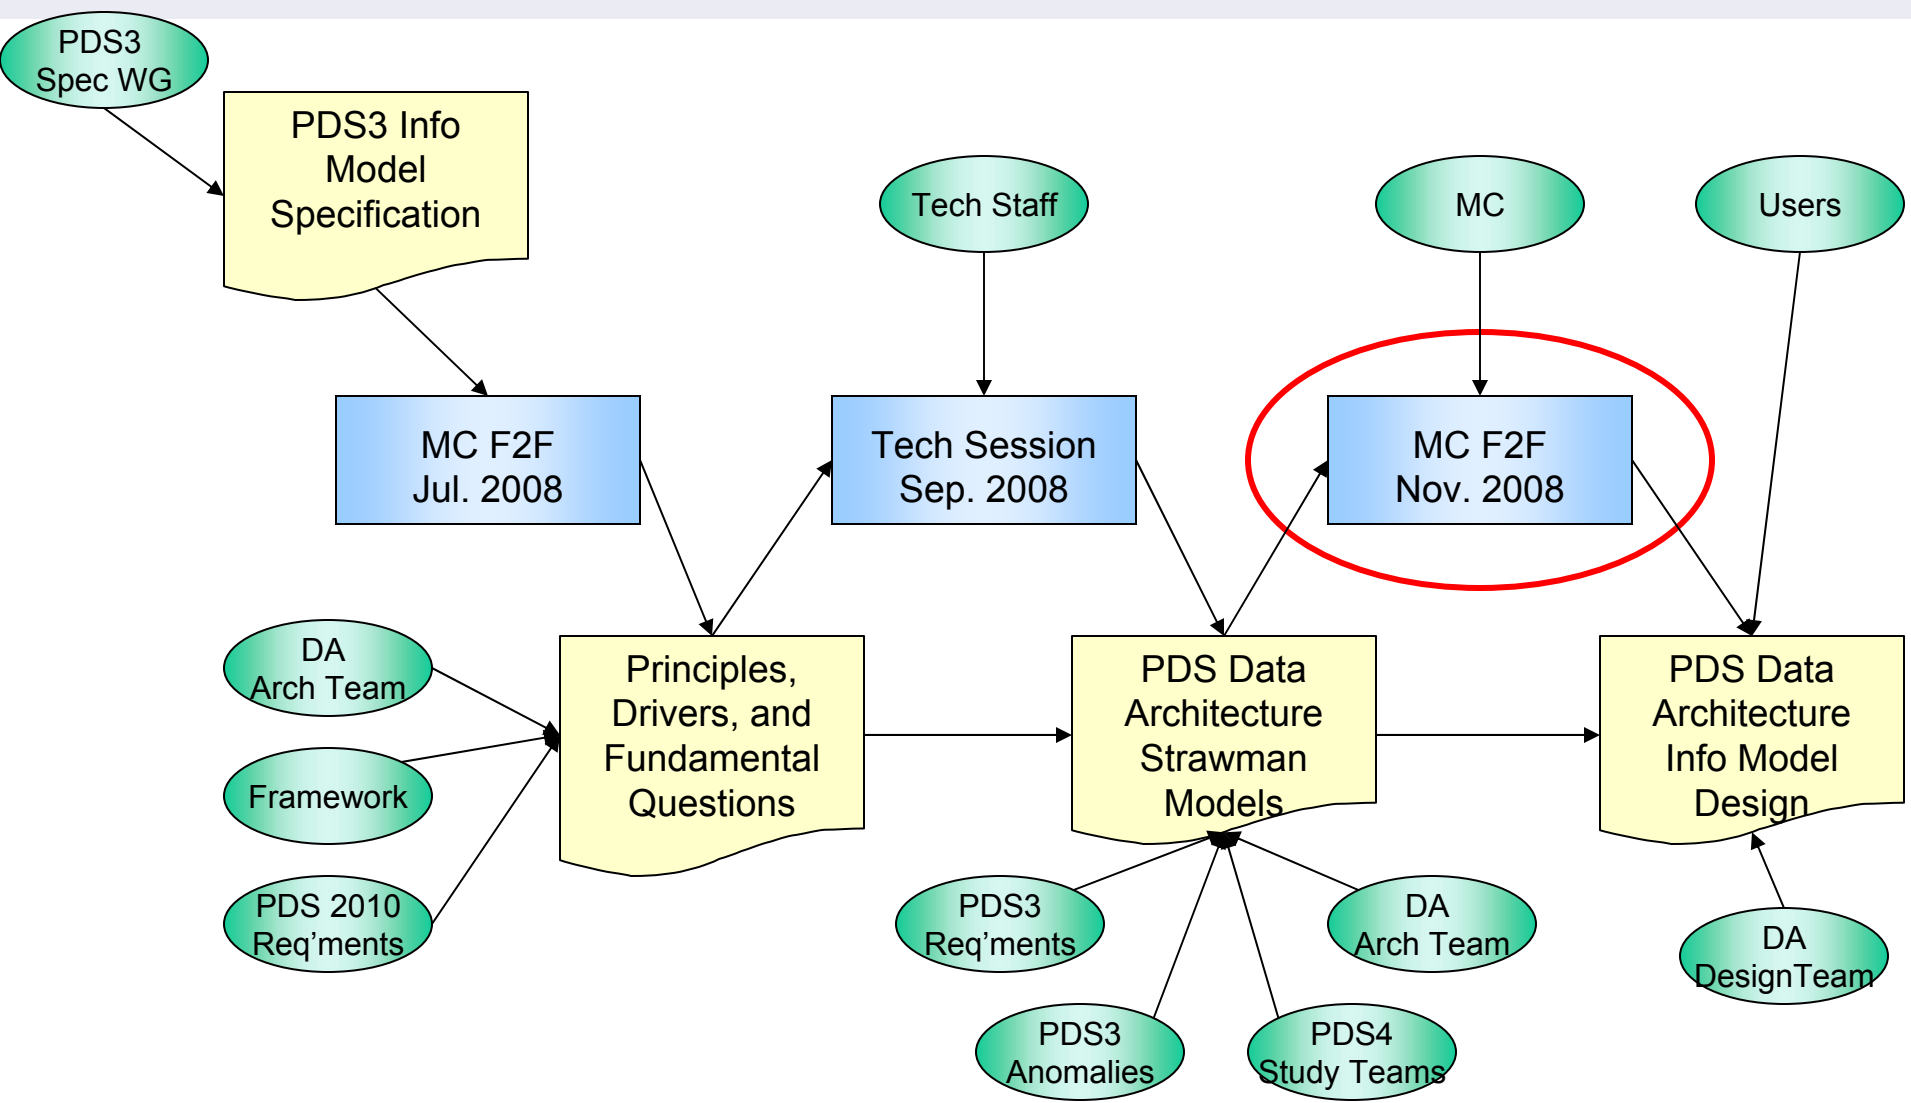 PDS3
Spec WG
PDS3 Info
Model
Specification
Tech Staff
MC
Users
MC F2F
Jul. 2008
Tech Session
Sep. 2008
MC F2F
Nov. 2008
DA
Arch Team
Framework
PDS 2010
Req’ments
Principles,
Drivers, and
Fundamental
Questions
PDS Data
Architecture
Strawman
Models
PDS Data
Architecture
Info Model
Design
PDS3
Req’ments
DA
Arch Team
DA
DesignTeam
PDS3
Anomalies
PDS4
Study Teams